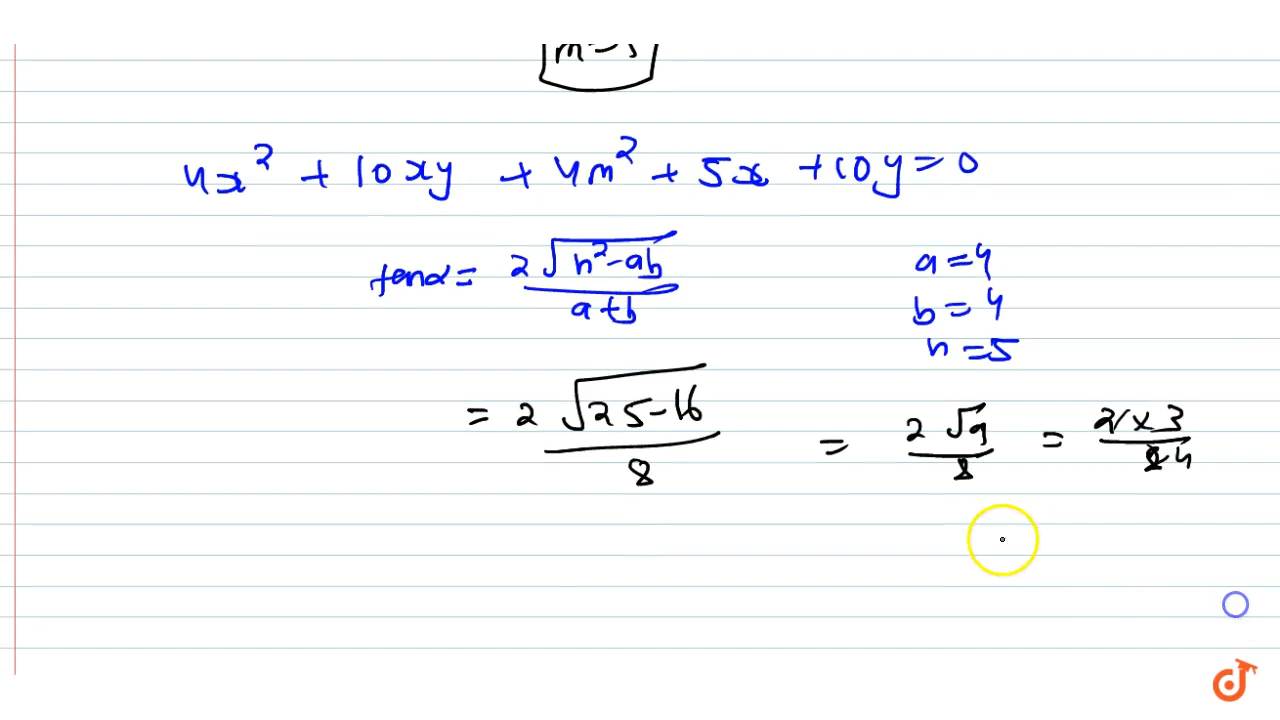 4x² + 10xy + 4m² + 5x + 10y = 0
tanα = 2√(h²-ab) / (a+b)
a = 4
b = 4
h = 5
= 2√(25-16) / 8 = 2√9 / 8 = 2×3 / 8 4